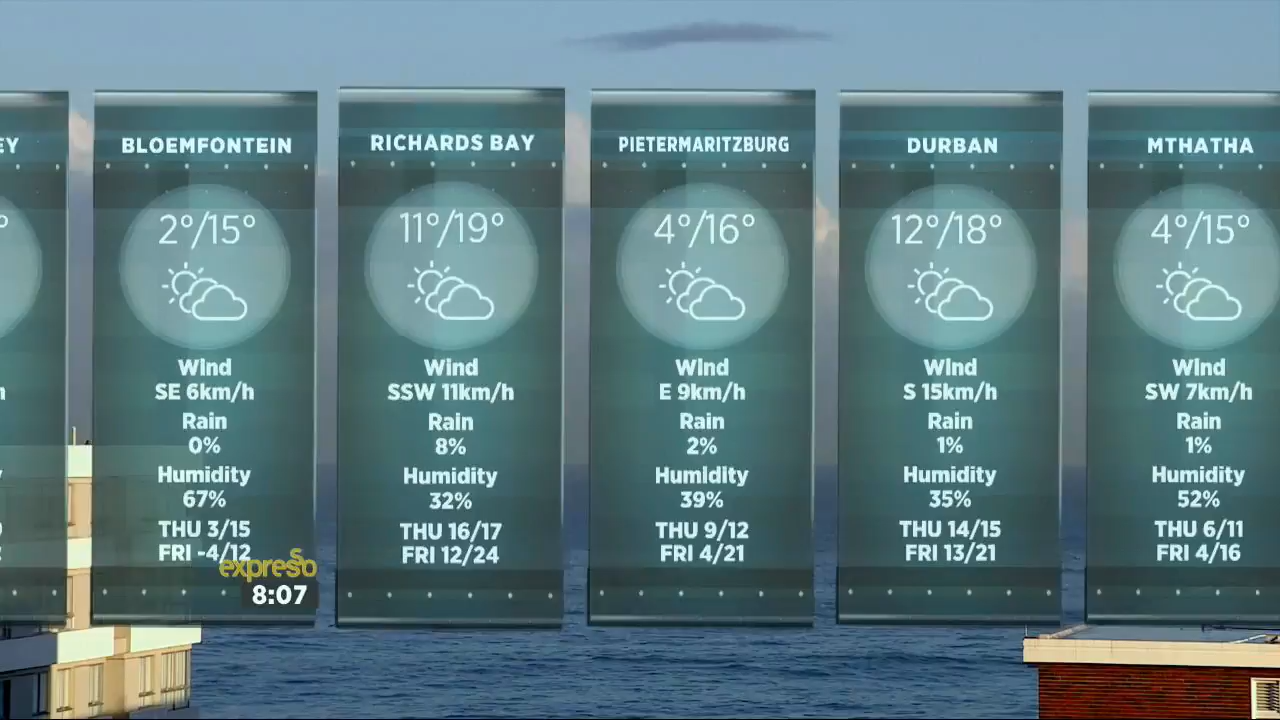 EY
BLOEMFONTEIN
2°/15°
Wind
SE 6km/h
Rain
0%
Humidity
67%
THU 3/15
FRI -4/12
RICHARDS BAY
11°/19°
Wind
SSW 11km/h
Rain
8%
Humidity
32%
THU 16/17
FRI 12/24
PIETERMARITZBURG
4°/16°
Wind
E 9km/h
Rain
2%
Humidity
39%
THU 9/12
FRI 4/21
DURBAN
12°/18°
Wind
S 15km/h
Rain
1%
Humidity
35%
THU 14/15
FRI 13/21
MTHATHA
4°/15°
Wind
SW 7km/h
Rain
1%
Humidity
52%
THU 6/11
FRI 4/16
expresso
8:07